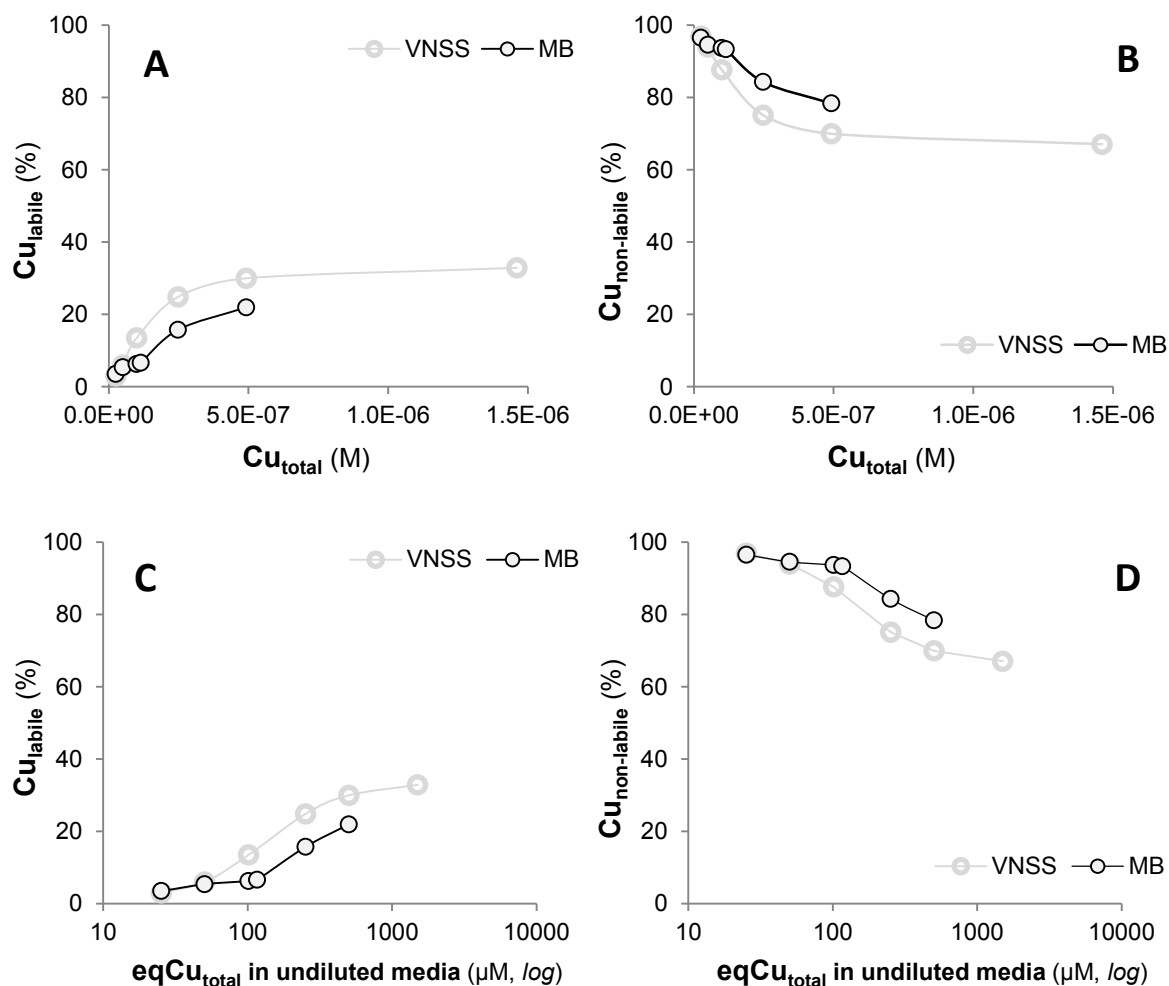 A
VNSS MB
100
80
60
40
20
0
Cu_labile (%)
0.0E+00 5.0E-07 1.0E-06 1.5E-06
Cu_total (M)
B
100
80
60
40
20
0
Cu_non-labile (%)
VNSS MB
0.0E+00 5.0E-07 1.0E-06 1.5E-06
Cu_total (M)
C
VNSS MB
100
80
60
40
20
0
Cu_labile (%)
10 100 1000 10000
eqCu_total in undiluted media (µM, log)
D
100
80
60
40
20
0
Cu_non-labile (%)
VNSS MB
10 100 1000 10000
eqCu_total in undiluted media (µM, log)